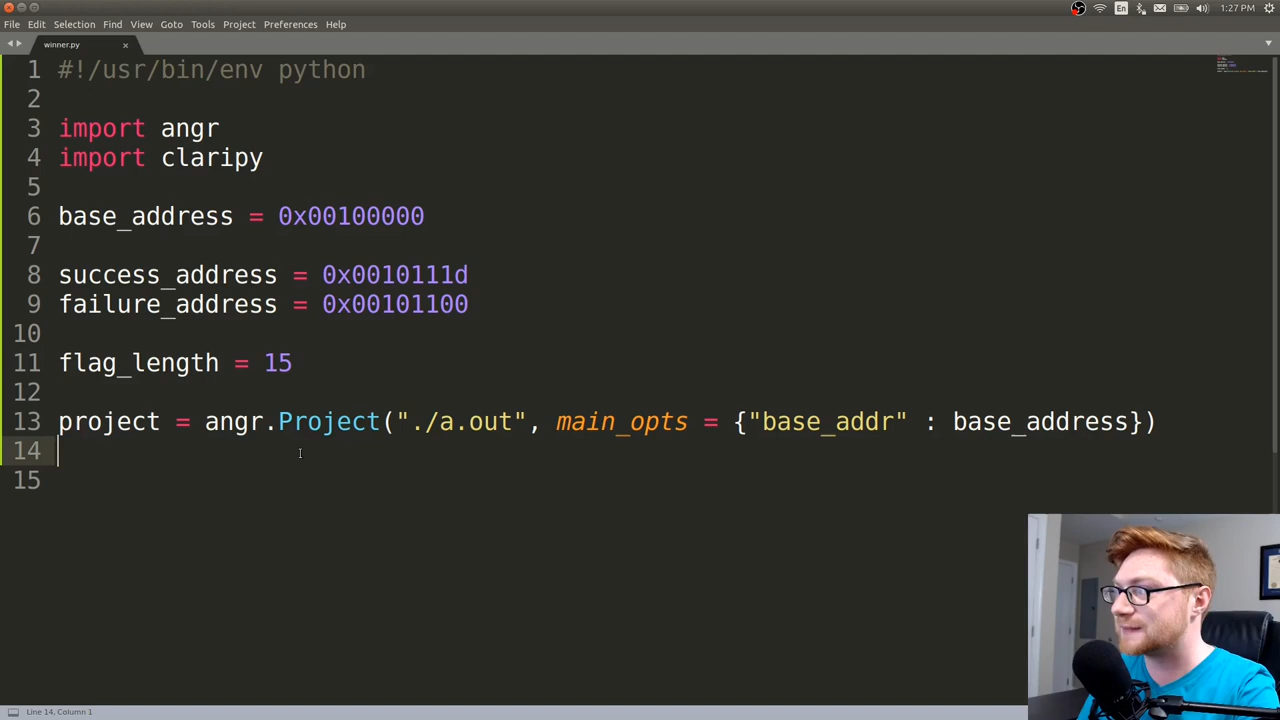 1:27 PM
En
File Edit Selection Find View Goto Tools Project Preferences Help
winner.py
1 #!/usr/bin/env python
2
3 import angr
4 import claripy
5
6 base_address = 0x00100000
7
8 success_address = 0x0010111d
9 failure_address = 0x00101100
10
11 flag_length = 15
12
13 project = angr.Project("./a.out", main_opts = {"base_addr" : base_address})
14
15
Line 14, Column 1